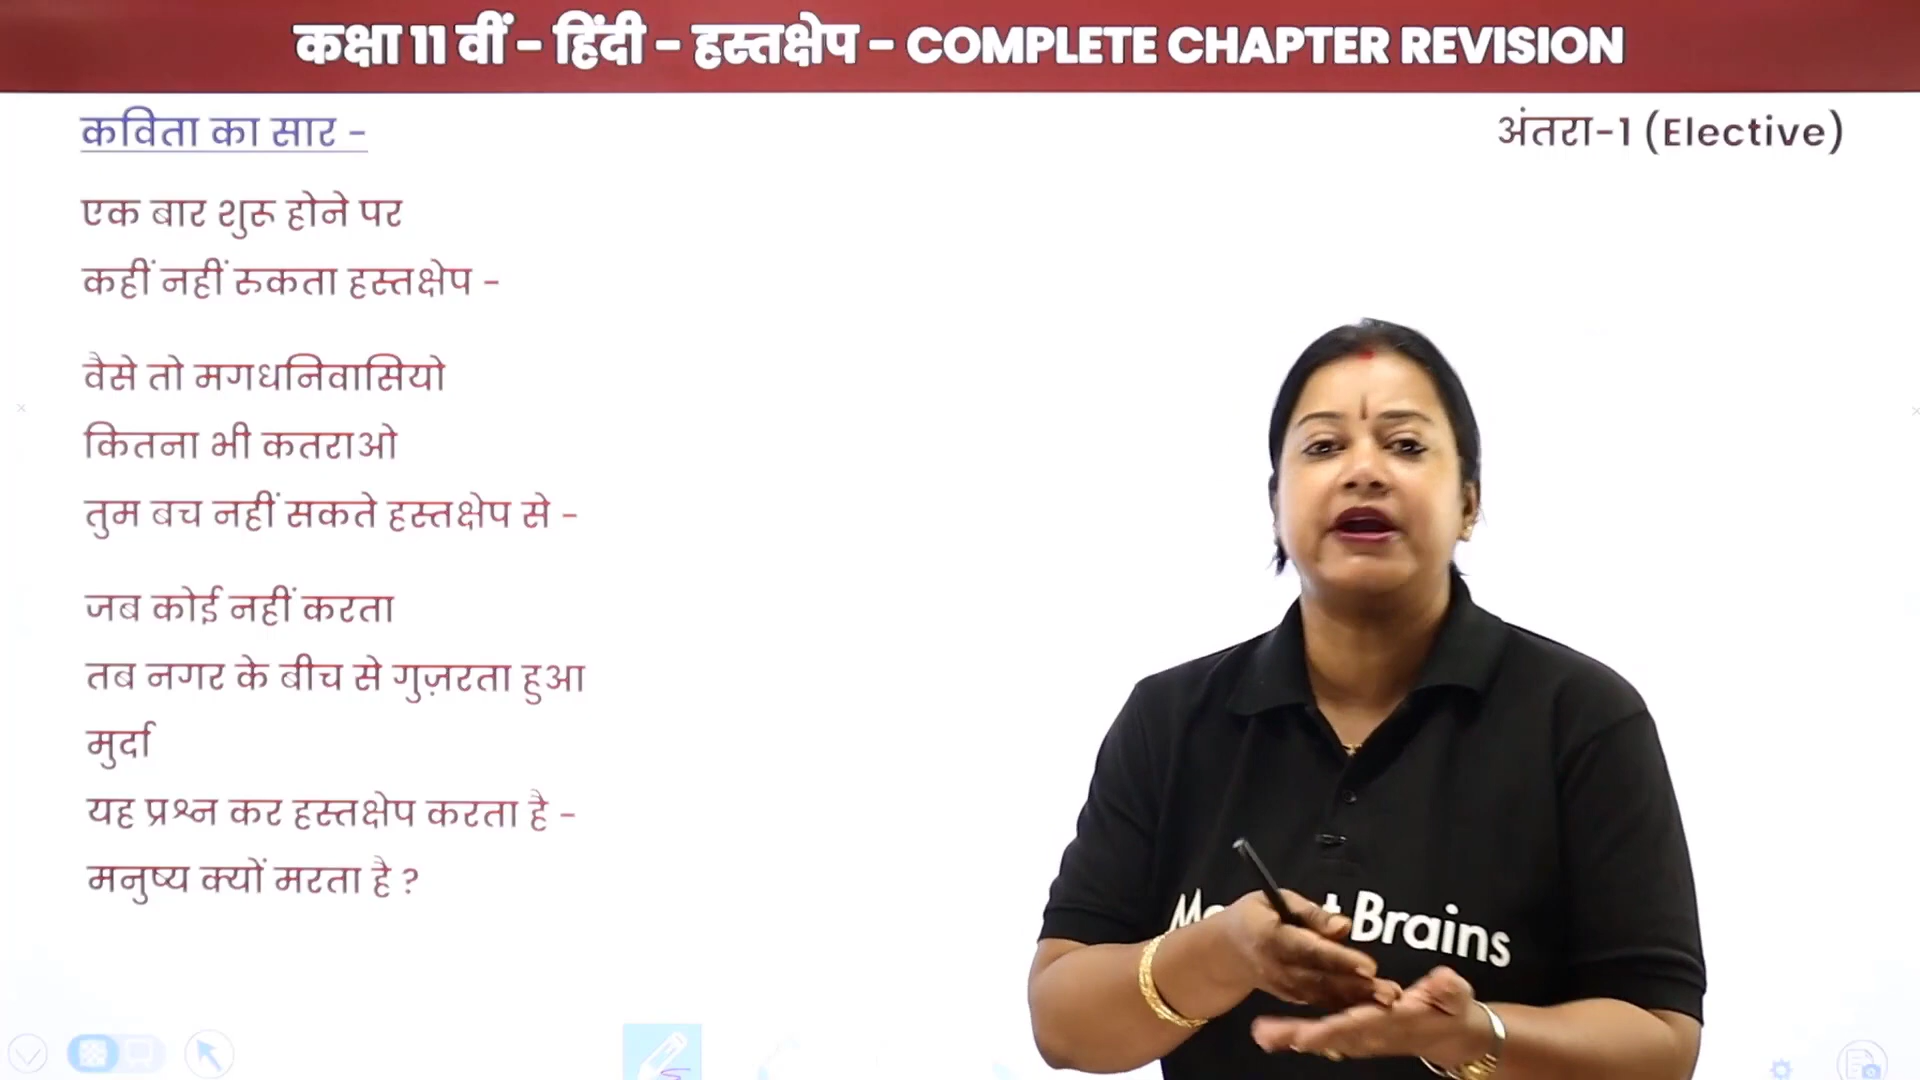 कक्षा 11 वीं - हिंदी - हस्तक्षेप - COMPLETE CHAPTER REVISION
कविता का सार -
अंतरा-1 (Elective)
एक बार शुरू होने पर
कहीं नहीं रुकता हस्तक्षेप -
वैसे तो मगधनिवासियो
कितना भी कतराओ
तुम बच नहीं सकते हस्तक्षेप से -
जब कोई नहीं करता
तब नगर के बीच से गुज़रता हुआ
मुर्दा
यह प्रश्न कर हस्तक्षेप करता है -
मनुष्य क्यों मरता है ?
Brains